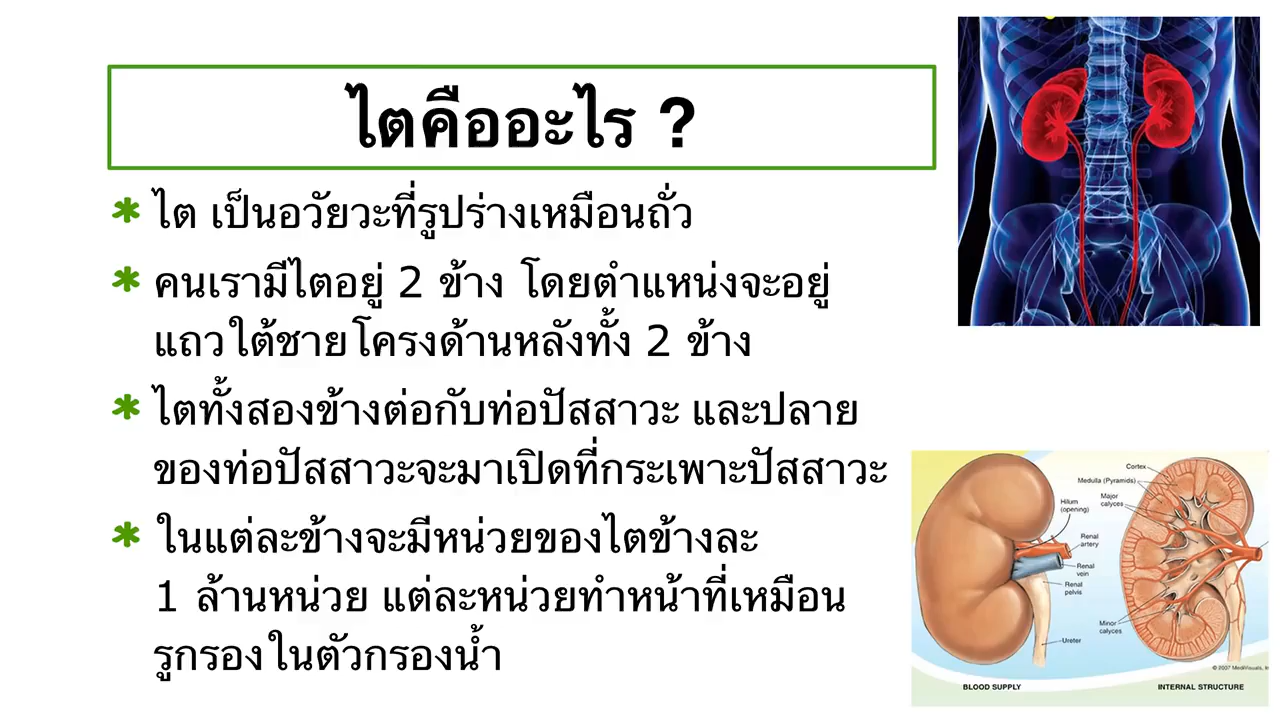 ไตคืออะไร ?
* ไต เป็นอวัยวะที่รูปร่างเหมือนถั่ว
* คนเรามีไตอยู่ 2 ข้าง โดยตำแหน่งจะอยู่
แถวใต้ชายโครงด้านหลังทั้ง 2 ข้าง
* ไตทั้งสองข้างต่อกับท่อปัสสาวะ และปลาย
ของท่อปัสสาวะจะมาเปิดที่กระเพาะปัสสาวะ
* ในแต่ละข้างจะมีหน่วยของไตข้างละ
1 ล้านหน่วย แต่ละหน่วยทำหน้าที่เหมือน
รูกรองในตัวกรองน้ำ
Cortex
Medulla (Pyramids)
Major
calyces
Hilum
(opening)
Renal
artery
Renal
vein
Renal
pelvis
Minor
calyces
Ureter
© 2007 MediVisuals, In
BLOOD SUPPLY
INTERNAL STRUCTURE